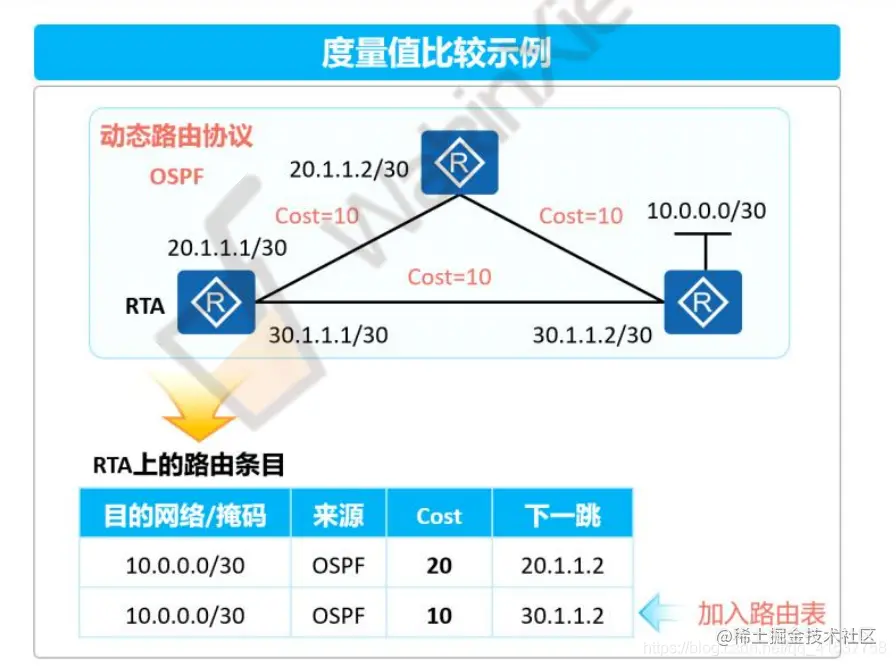 度量值比较示例
动态路由协议
OSPF
20.1.1.2/30
Cost=10
Cost=10
10.0.0.0/30
20.1.1.1/30
Cost=10
R
R
R
RTA
30.1.1.1/30
30.1.1.2/30
RTA上的路由条目
目的网络/掩码 来源 Cost 下一跳
10.0.0.0/30 OSPF 20 20.1.1.2
10.0.0.0/30 OSPF 10 30.1.1.2
加入路由表
@稀土掘金技术社区